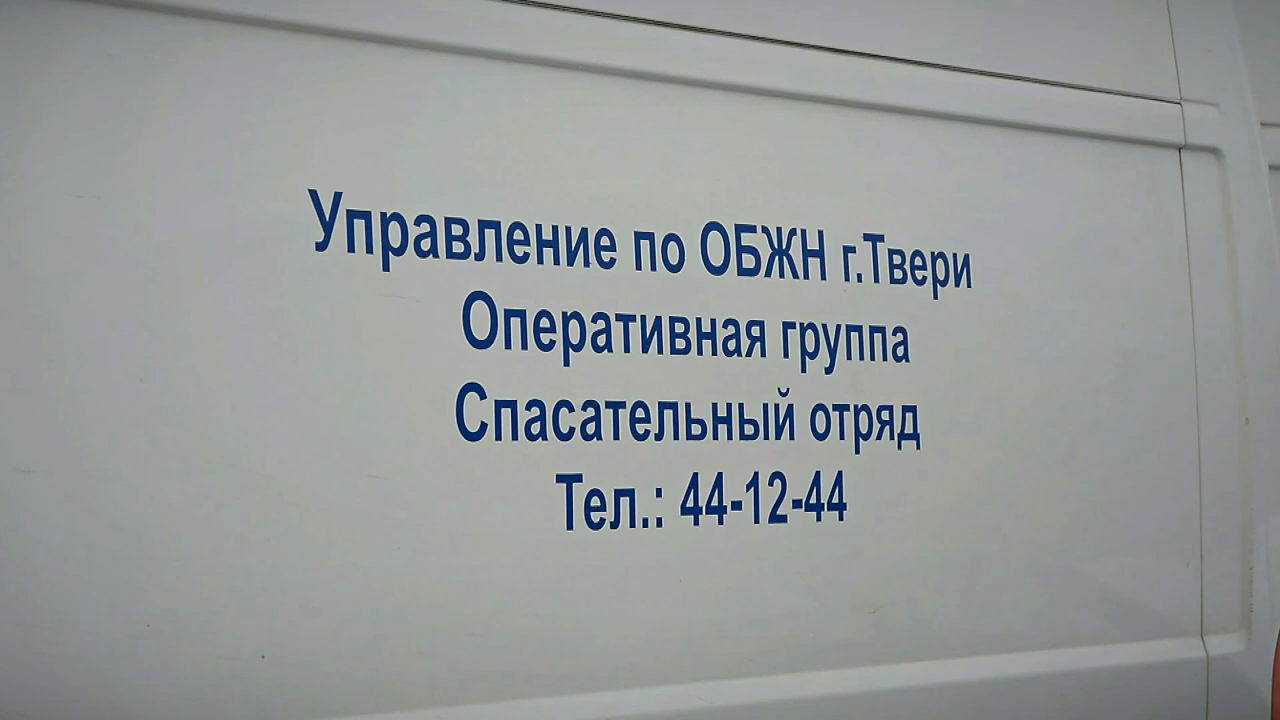 Управление по ОБЖН г.Твери
Оперативная группа
Спасательный отряд
Тел.: 44-12-44